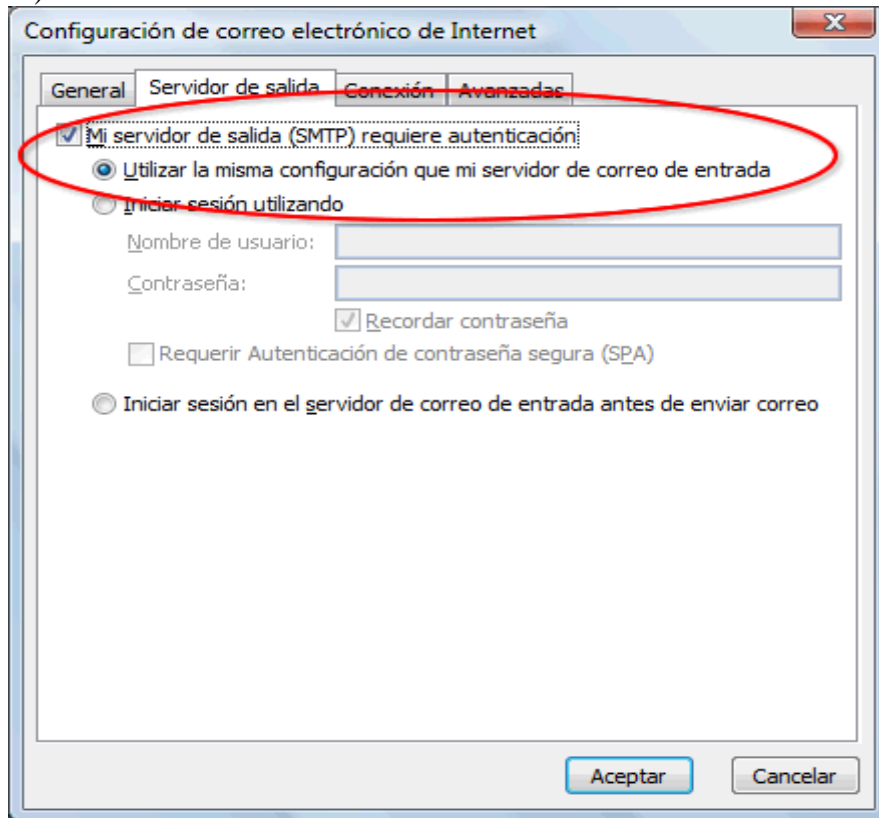 Configuración de correo electrónico de Internet
General Servidor de salida Conexión Avanzadas
Mi servidor de salida (SMTP) requiere autenticación
Utilizar la misma configuración que mi servidor de correo de entrada
Iniciar sesión utilizando
Nombre de usuario:
Contraseña:
Recordar contraseña
Requerir Autenticación de contraseña segura (SPA)
Iniciar sesión en el servidor de correo de entrada antes de enviar correo
Aceptar Cancelar